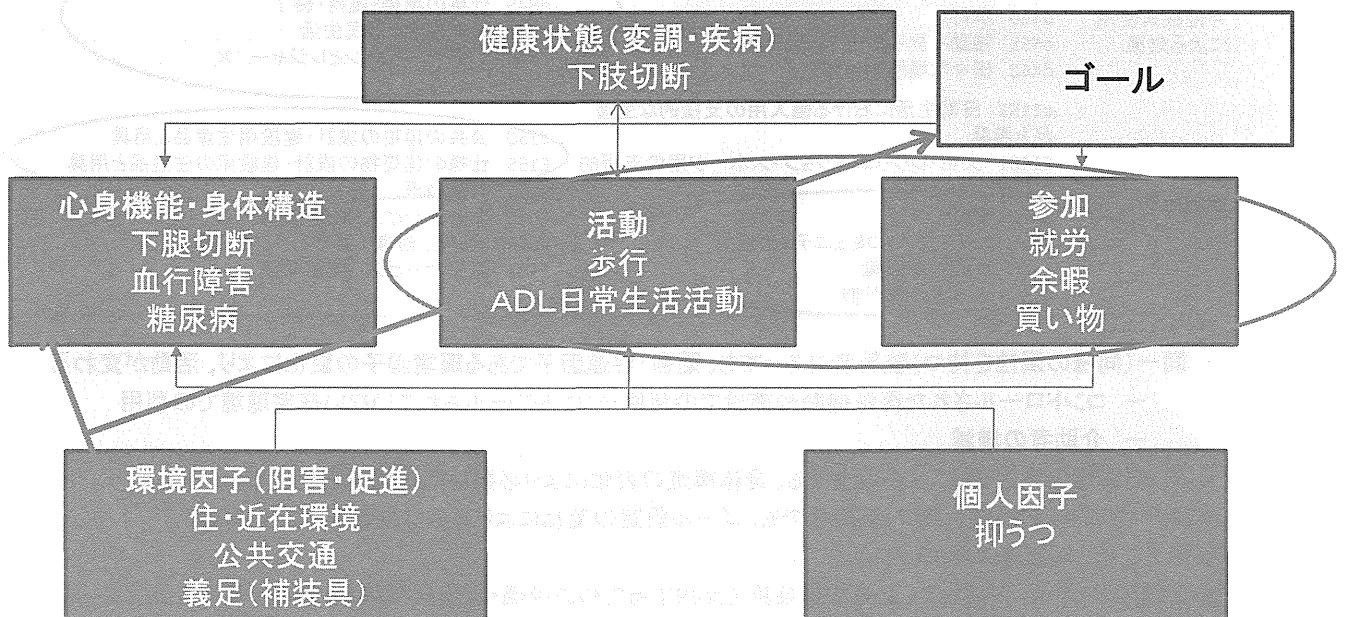 健康状態(変調・疾病)
下肢切断
ゴール
心身機能・身体構造
下腿切断
血行障害
糖尿病
活動
歩行
ADL日常生活活動
参加
就労
余暇
買い物
環境因子(阻害・促進)
住・近在環境
公共交通
義足(補装具)
個人因子
抑うつ